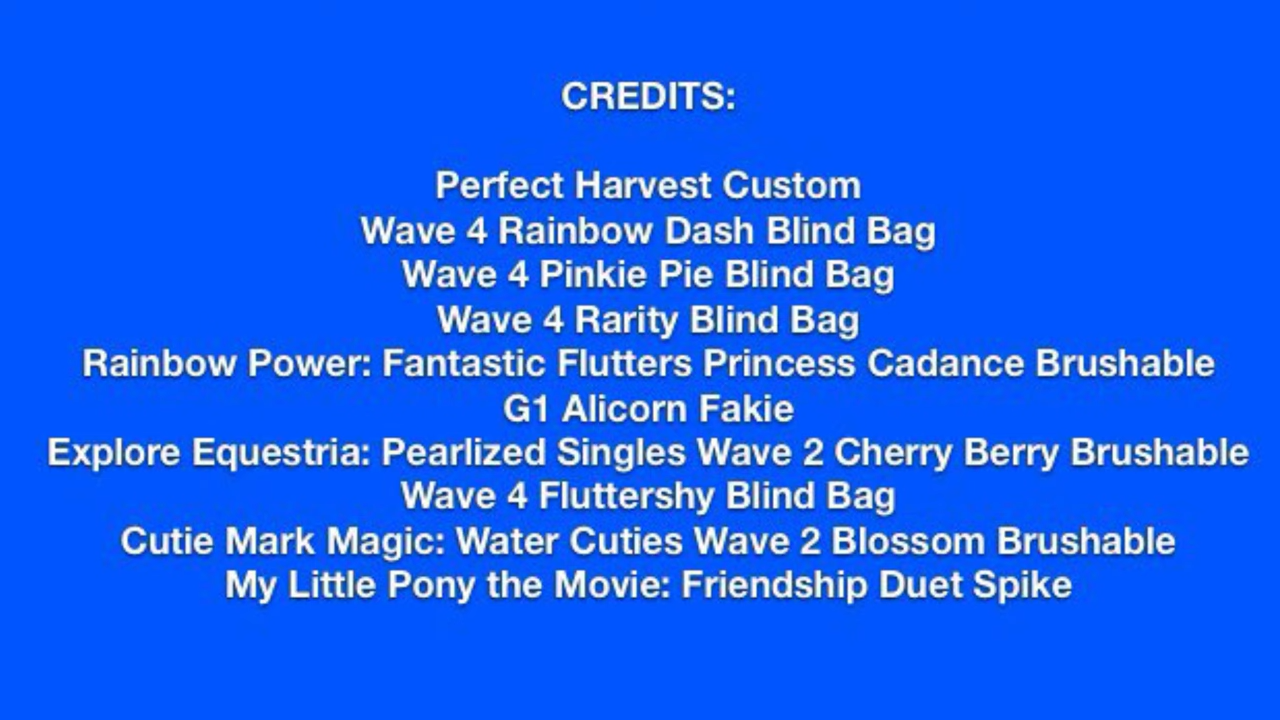 CREDITS:
Perfect Harvest Custom
Wave 4 Rainbow Dash Blind Bag
Wave 4 Pinkie Pie Blind Bag
Wave 4 Rarity Blind Bag
Rainbow Power: Fantastic Flutters Princess Cadance Brushable
G1 Alicorn Fakie
Explore Equestria: Pearlized Singles Wave 2 Cherry Berry Brushable
Wave 4 Fluttershy Blind Bag
Cutie Mark Magic: Water Cuties Wave 2 Blossom Brushable
My Little Pony the Movie: Friendship Duet Spike